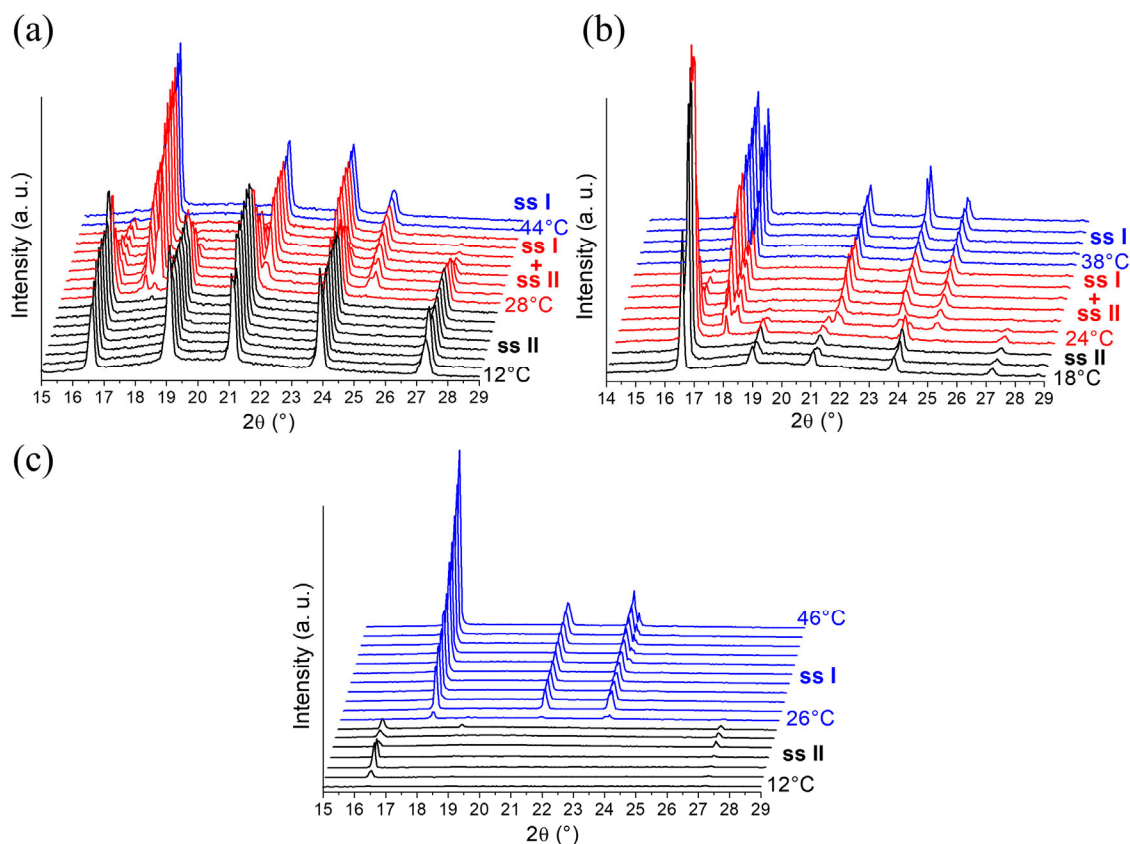 (a)
Intensity (a. u.)
ss I
44°C
ss I
+
ss II
28°C
ss II
12°C
15 16 17 18 19 20 21 22 23 24 25 26 27 28 29
2θ (°)
(b)
Intensity (a. u.)
ss I
38°C
ss I
+
ss II
24°C
ss II
18°C
14 15 16 17 18 19 20 21 22 23 24 25 26 27 28 29
2θ (°)
(c)
Intensity (a. u.)
46°C
ss I
26°C
ss II
12°C
15 16 17 18 19 20 21 22 23 24 25 26 27 28 29
2θ (°)